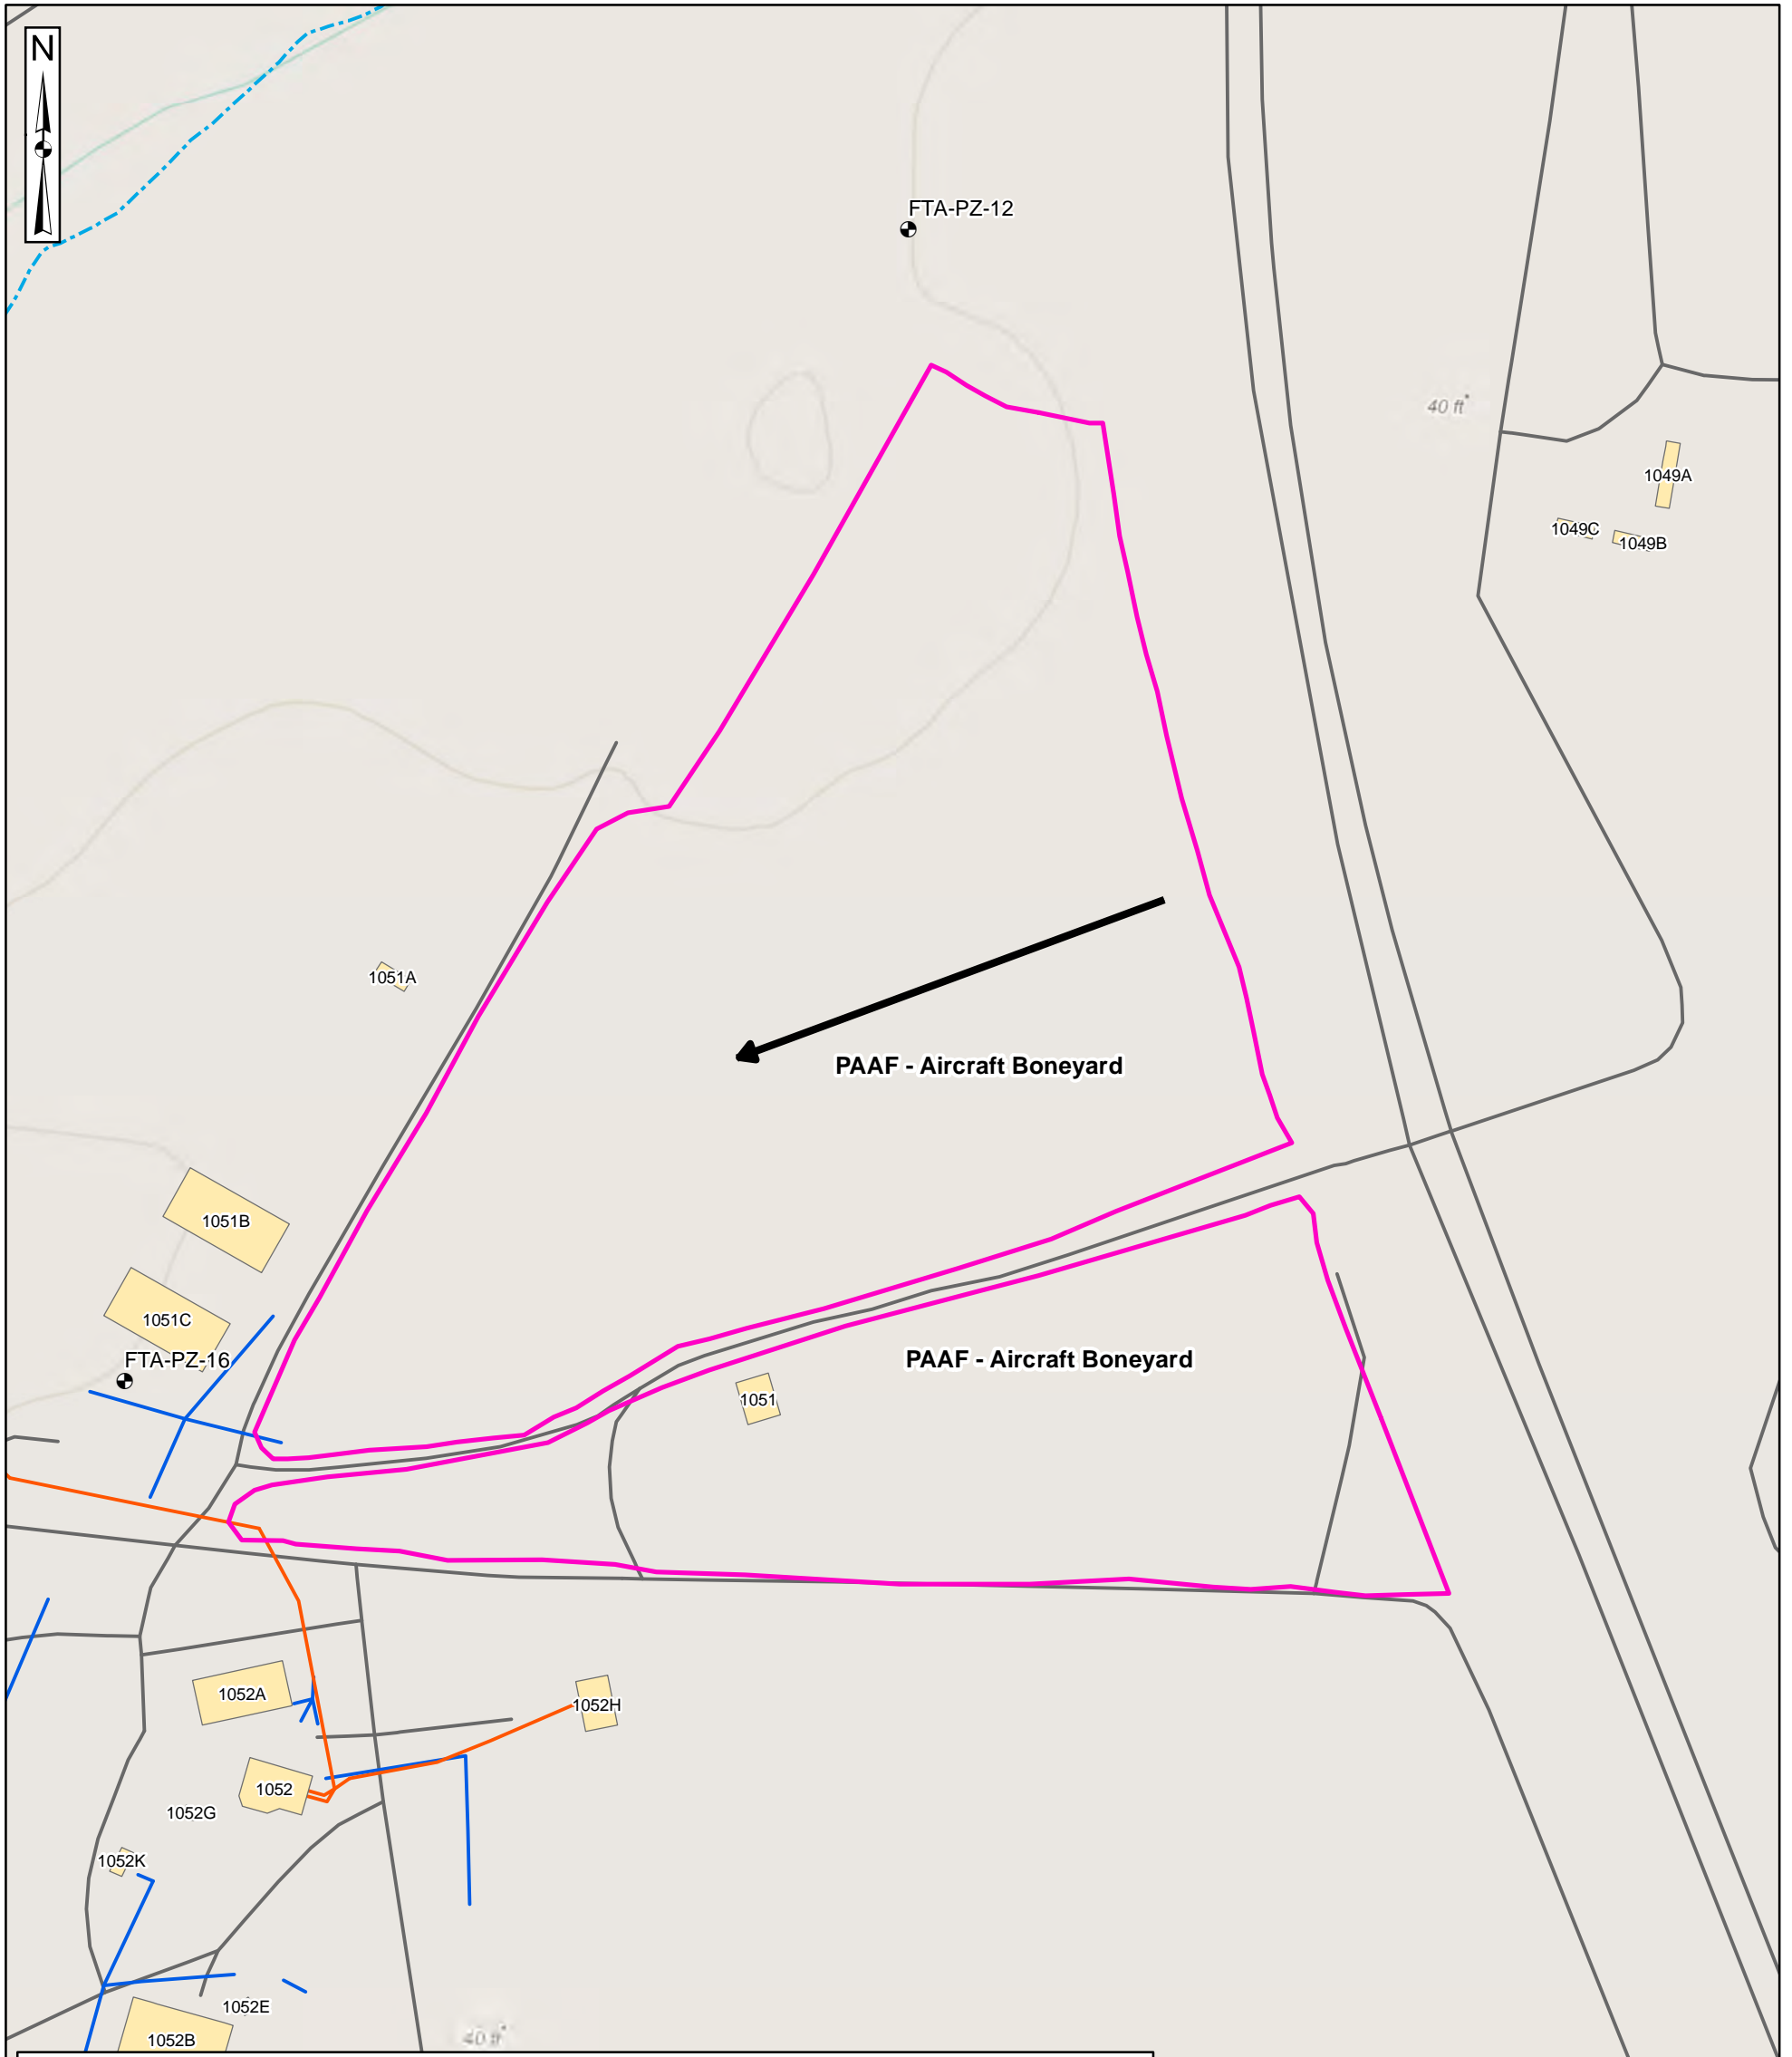 N
FTA-PZ-12
40 ft
1049A
1049C
1049B
1051A
PAAF - Aircraft Boneyard
1051B
1051C
FTA-PZ-16
PAAF - Aircraft Boneyard
1051
1052A
1052H
1052
1052G
1052K
1052E
1052B
40 ft